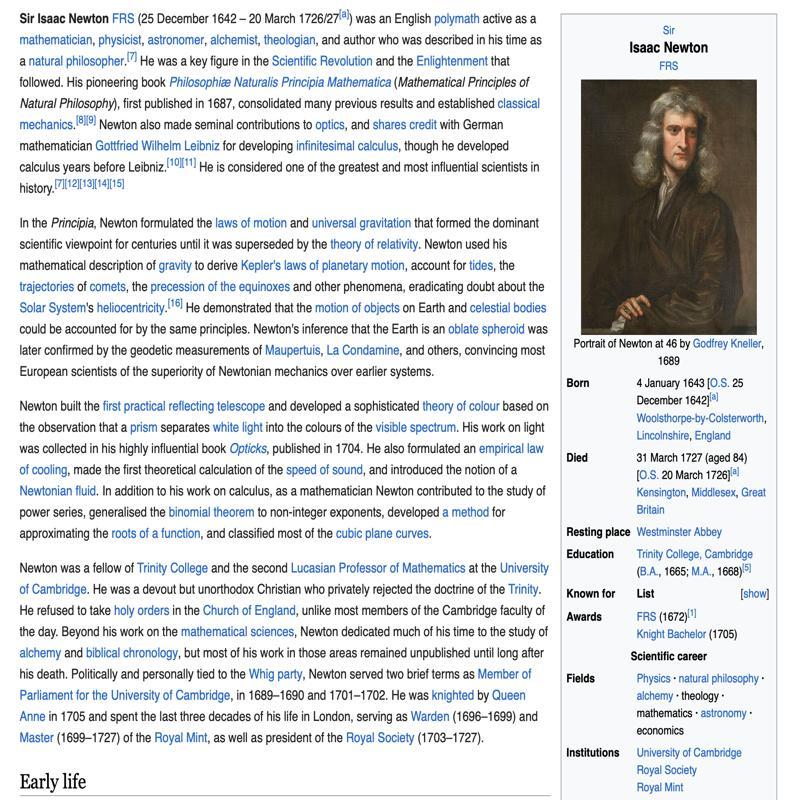 Sir Isaac Newton FRS (25 December 1642 – 20 March 1726/27[a]) was an English polymath active as a
mathematician, physicist, astronomer, alchemist, theologian, and author who was described in his time as
a natural philosopher.[7] He was a key figure in the Scientific Revolution and the Enlightenment that
followed. His pioneering book Philosophiæ Naturalis Principia Mathematica (Mathematical Principles of
Natural Philosophy), first published in 1687, consolidated many previous results and established classical
mechanics.[8][9] Newton also made seminal contributions to optics, and shares credit with German
mathematician Gottfried Wilhelm Leibniz for developing infinitesimal calculus, though he developed
calculus years before Leibniz.[10][11] He is considered one of the greatest and most influential scientists in
history.[7][12][13][14][15]
In the Principia, Newton formulated the laws of motion and universal gravitation that formed the dominant
scientific viewpoint for centuries until it was superseded by the theory of relativity. Newton used his
mathematical description of gravity to derive Kepler's laws of planetary motion, account for tides, the
trajectories of comets, the precession of the equinoxes and other phenomena, eradicating doubt about the
Solar System's heliocentricity.[16] He demonstrated that the motion of objects on Earth and celestial bodies
could be accounted for by the same principles. Newton's inference that the Earth is an oblate spheroid was
later confirmed by the geodetic measurements of Maupertuis, La Condamine, and others, convincing most
European scientists of the superiority of Newtonian mechanics over earlier systems.
Newton built the first practical reflecting telescope and developed a sophisticated theory of colour based on
the observation that a prism separates white light into the colours of the visible spectrum. His work on light
was collected in his highly influential book Opticks, published in 1704. He also formulated an empirical law
of cooling, made the first theoretical calculation of the speed of sound, and introduced the notion of a
Newtonian fluid. In addition to his work on calculus, as a mathematician Newton contributed to the study of
power series, generalised the binomial theorem to non-integer exponents, developed a method for
approximating the roots of a function, and classified most of the cubic plane curves.
Newton was a fellow of Trinity College and the second Lucasian Professor of Mathematics at the University
of Cambridge. He was a devout but unorthodox Christian who privately rejected the doctrine of the Trinity.
He refused to take holy orders in the Church of England, unlike most members of the Cambridge faculty of
the day. Beyond his work on the mathematical sciences, Newton dedicated much of his time to the study of
alchemy and biblical chronology, but most of his work in those areas remained unpublished until long after
his death. Politically and personally tied to the Whig party, Newton served two brief terms as Member of
Parliament for the University of Cambridge, in 1689–1690 and 1701–1702. He was knighted by Queen
Anne in 1705 and spent the last three decades of his life in London, serving as Warden (1696–1699) and
Master (1699–1727) of the Royal Mint, as well as president of the Royal Society (1703–1727).
Early life
Sir
Isaac Newton
FRS
Portrait of Newton at 46 by Godfrey Kneller,
1689
Born 4 January 1643 [O.S. 25
December 1642][a]
Woolsthorpe-by-Colsterworth,
Lincolnshire, England
Died 31 March 1727 (aged 84)
[O.S. 20 March 1726][a]
Kensington, Middlesex, Great
Britain
Resting place Westminster Abbey
Education Trinity College, Cambridge
(B.A., 1665; M.A., 1668)[5]
Known for List [show]
Awards FRS (1672)[1]
Knight Bachelor (1705)
Scientific career
Fields Physics · natural philosophy ·
alchemy · theology ·
mathematics · astronomy ·
economics
Institutions University of Cambridge
Royal Society
Royal Mint